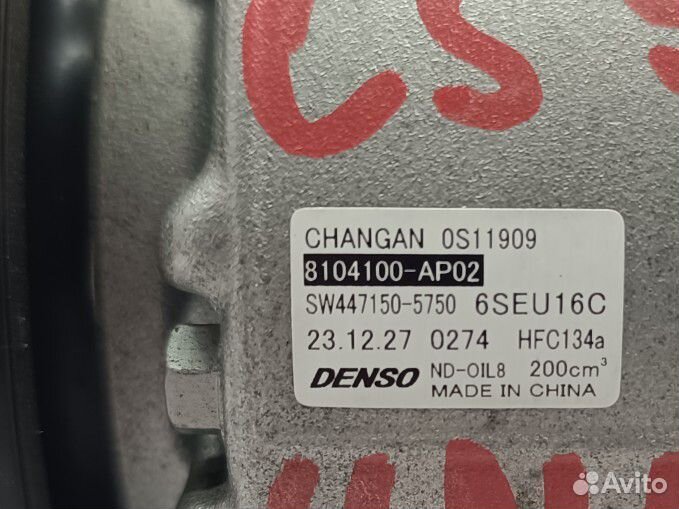 CS
CHANGAN 0S11909
8104100-AP02
SW447150-5750 6SEU16C
23.12.27 0274 HFC134a
DENSO ND-OIL8 200cm³
MADE IN CHINA
Avito